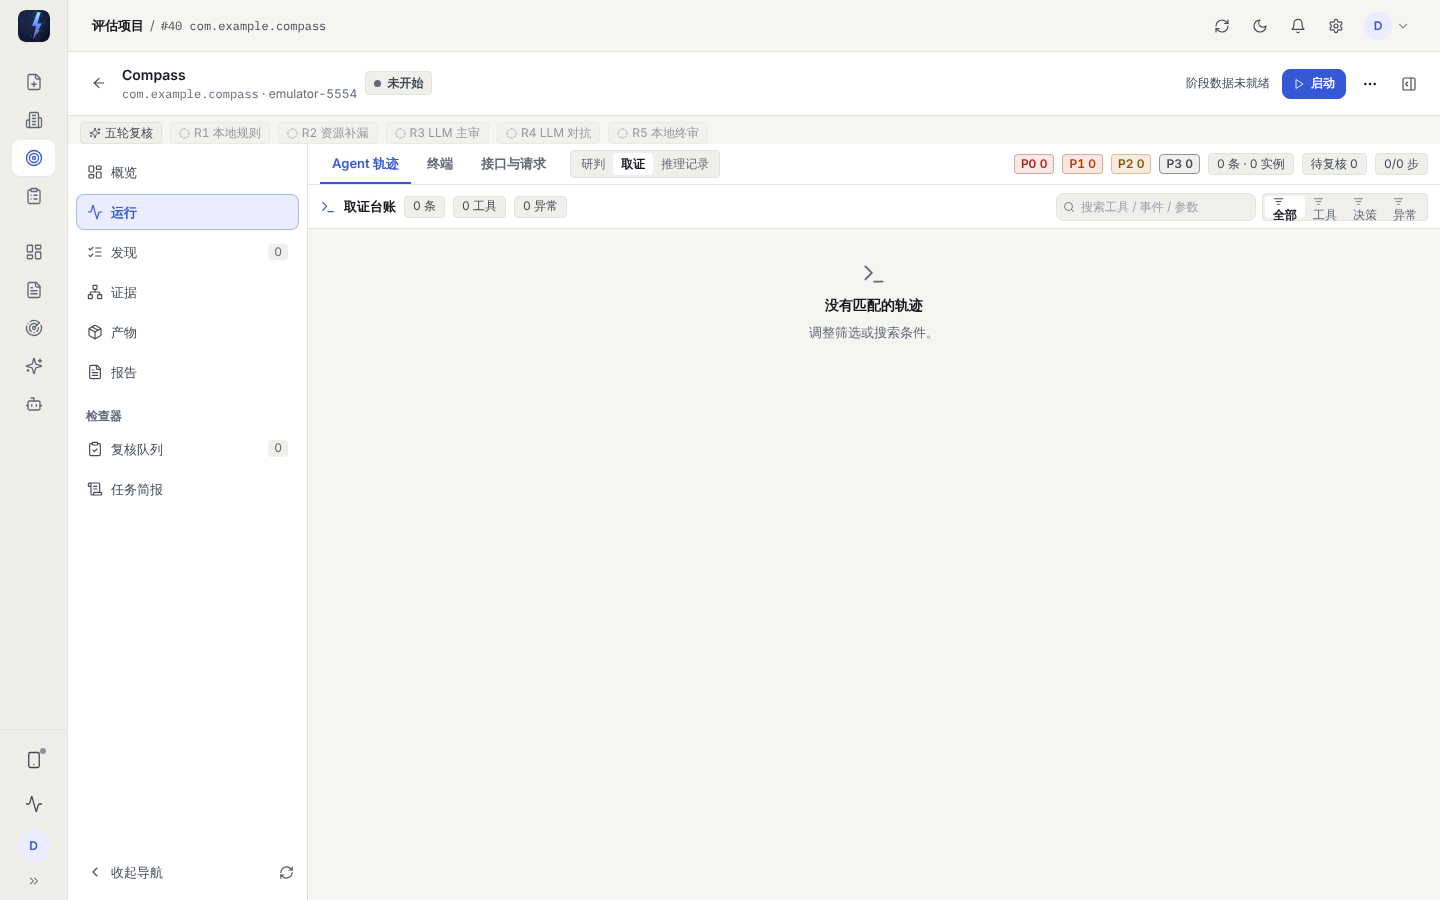 评估项目 / #40 com.example.compass
D
Compass
com.example.compass · emulator-5554
未开始
阶段数据未就绪
启动
五轮复核
R1 本地规则
R2 资源补漏
R3 LLM 主审
R4 LLM 对抗
R5 本地终审
概览
运行
发现 0
证据
产物
报告
检查器
复核队列 0
任务简报
收起导航
D
Agent 轨迹
终端
接口与请求
研判
取证
推理记录
P0 0
P1 0
P2 0
P3 0
0 条 · 0 实例
待复核 0
0/0 步
取证台账
0 条
0 工具
0 异常
搜索工具 / 事件 / 参数
全部
工具
决策
异常
没有匹配的轨迹
调整筛选或搜索条件。